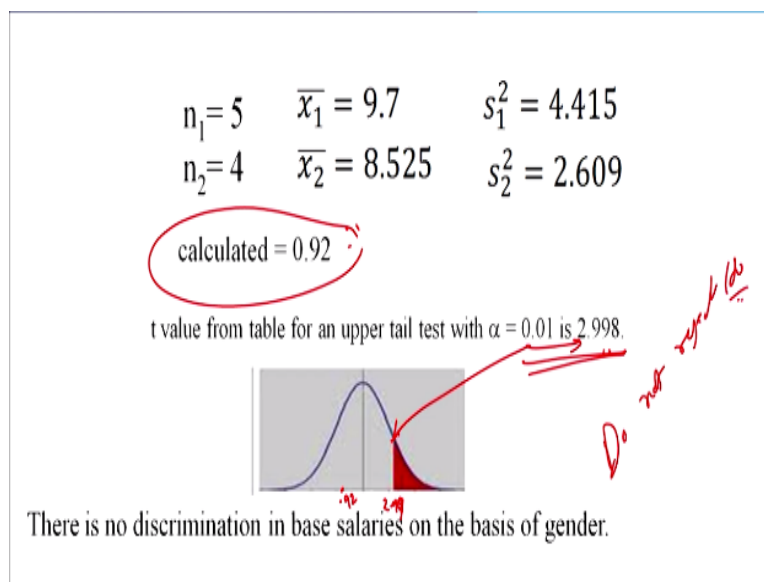 n₁= 5 x̄₁ = 9.7 s₁² = 4.415
n₂= 4 x̄₂ = 8.525 s₂² = 2.609
calculated = 0.92
t value from table for an upper tail test with α = 0.01 is 2.998.
Do not reject
.92
There is no discrimination in base salaries on the basis of gender.